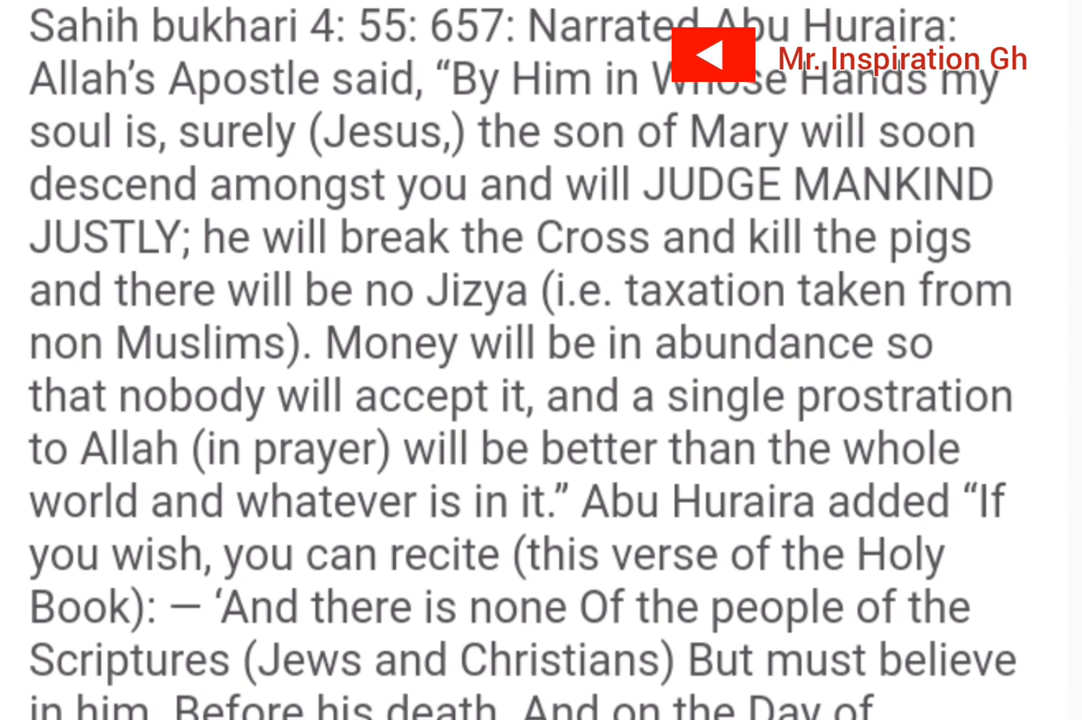 Sahih bukhari 4: 55: 657: Narrated Abu Huraira:
Mr. Inspiration Gh
Allah’s Apostle said, “By Him in Whose Hands my
soul is, surely (Jesus,) the son of Mary will soon
descend amongst you and will JUDGE MANKIND
JUSTLY; he will break the Cross and kill the pigs
and there will be no Jizya (i.e. taxation taken from
non Muslims). Money will be in abundance so
that nobody will accept it, and a single prostration
to Allah (in prayer) will be better than the whole
world and whatever is in it.” Abu Huraira added “If
you wish, you can recite (this verse of the Holy
Book): — ‘And there is none Of the people of the
Scriptures (Jews and Christians) But must believe
in him Before his death And on the Day of